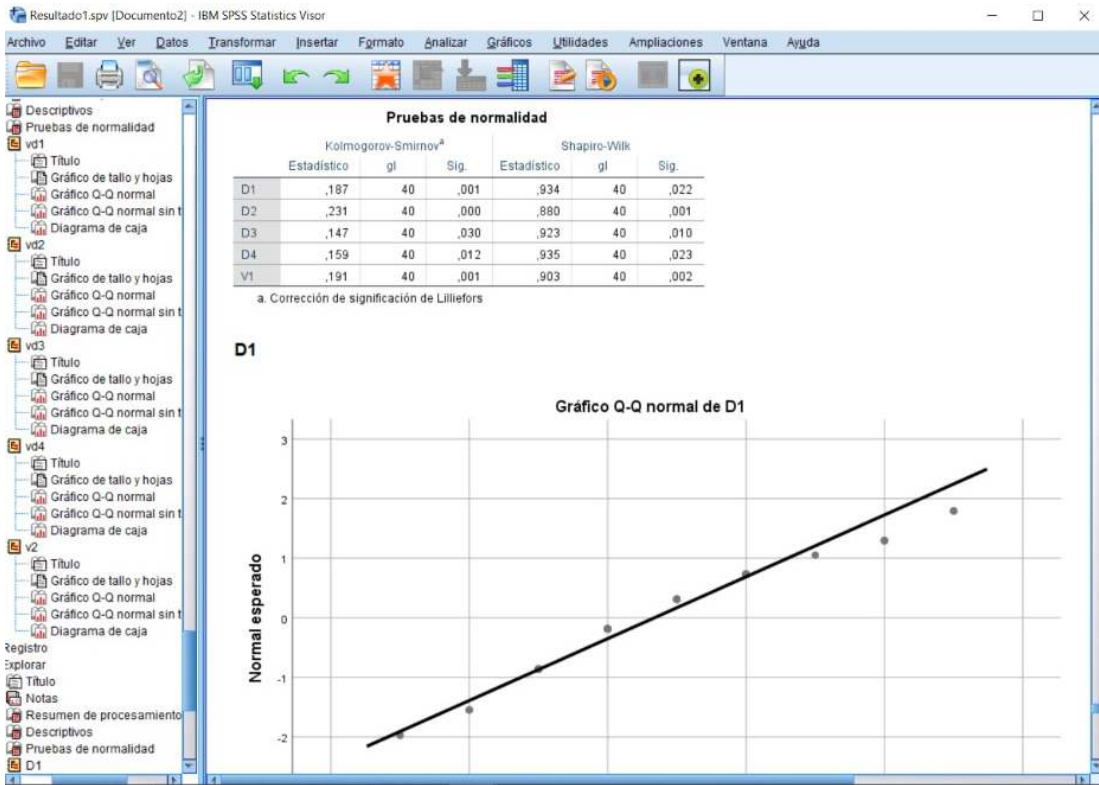 Resultado1.spv [Documento2] - IBM SPSS Statistics Visor
Archivo Editar Ver Datos Transformar Insertar Formato Analizar Gráficos Utilidades Ampliaciones Ventana Ayuda
Descriptivos
Pruebas de normalidad
vd1
Título
Gráfico de tallo y hojas
Gráfico Q-Q normal
Gráfico Q-Q normal sin t
Diagrama de caja
vd2
Título
Gráfico de tallo y hojas
Gráfico Q-Q normal
Gráfico Q-Q normal sin t
Diagrama de caja
vd3
Título
Gráfico de tallo y hojas
Gráfico Q-Q normal
Gráfico Q-Q normal sin t
Diagrama de caja
vd4
Título
Gráfico de tallo y hojas
Gráfico Q-Q normal
Gráfico Q-Q normal sin t
Diagrama de caja
v2
Título
Gráfico de tallo y hojas
Gráfico Q-Q normal
Gráfico Q-Q normal sin t
Diagrama de caja
Registro
Explorar
Título
Notas
Resumen de procesamiento
Descriptivos
Pruebas de normalidad
D1
Pruebas de normalidad
Kolmogorov-Smirnovª Shapiro-Wilk
Estadístico gl Sig. Estadístico gl Sig.
D1 ,187 40 ,001 ,934 40 ,022
D2 ,231 40 ,000 ,880 40 ,001
D3 ,147 40 ,030 ,923 40 ,010
D4 ,159 40 ,012 ,935 40 ,023
V1 ,191 40 ,001 ,903 40 ,002
a. Corrección de significación de Lilliefors
D1
Gráfico Q-Q normal de D1
Normal esperado
3
2
1
0
-1
-2